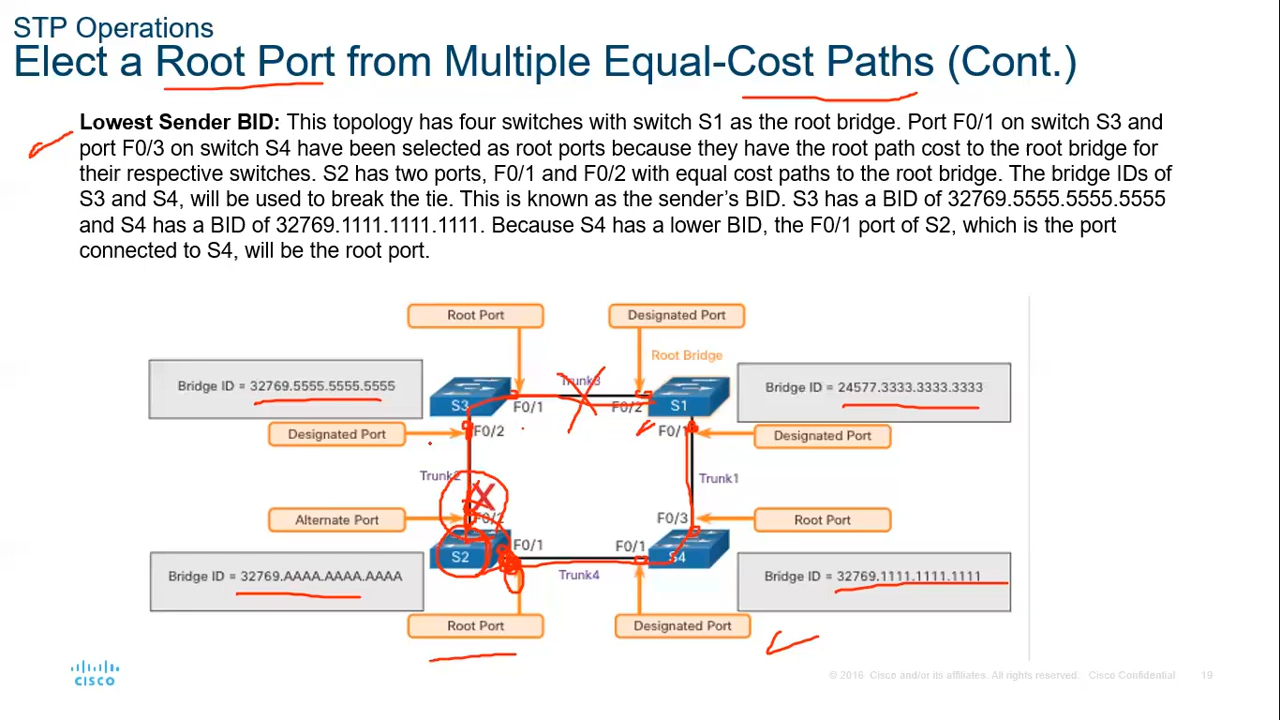 STP Operations
Elect a Root Port from Multiple Equal-Cost Paths (Cont.)
Lowest Sender BID: This topology has four switches with switch S1 as the root bridge. Port F0/1 on switch S3 and
port F0/3 on switch S4 have been selected as root ports because they have the root path cost to the root bridge for
their respective switches. S2 has two ports, F0/1 and F0/2 with equal cost paths to the root bridge. The bridge IDs of
S3 and S4, will be used to break the tie. This is known as the sender's BID. S3 has a BID of 32769.5555.5555.5555
and S4 has a BID of 32769.1111.1111.1111. Because S4 has a lower BID, the F0/1 port of S2, which is the port
connected to S4, will be the root port.
Root Port
Designated Port
Root Bridge
Bridge ID = 32769.5555.5555.5555
Trunk3
Bridge ID = 24577.3333.3333.3333
S3
F0/1
F0/2
S1
Designated Port
F0/2
F0/1
Designated Port
Trunk2
Trunk1
Alternate Port
F0/2
F0/3
Root Port
S2
F0/1
F0/1
S4
Bridge ID = 32769.AAAA.AAAA.AAAA
Trunk4
Bridge ID = 32769.1111.1111.1111
Root Port
Designated Port
CISCO
© 2016 Cisco and/or its affiliates. All rights reserved. Cisco Confidential
19